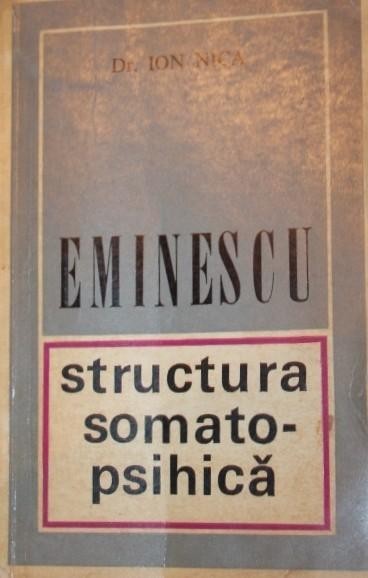 Dr. ION NICA
EMINESCU
structura
somato-
psihică